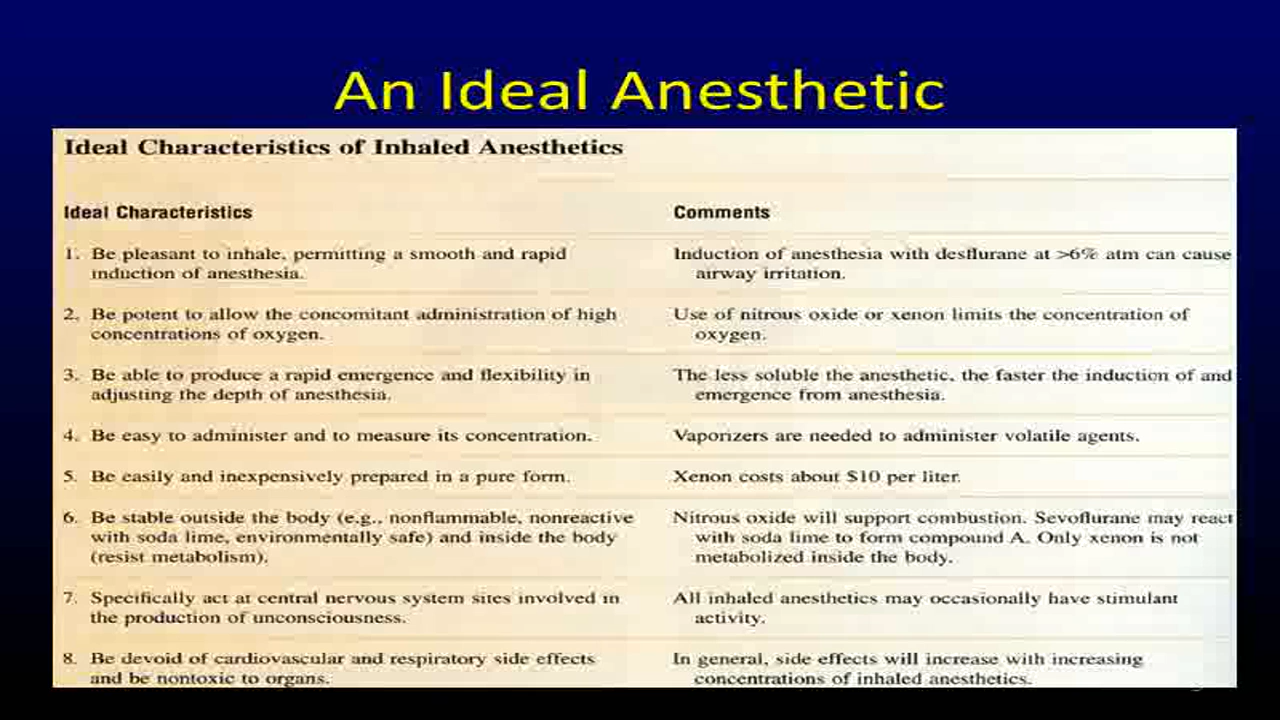 An Ideal Anesthetic
Ideal Characteristics of Inhaled Anesthetics
Ideal Characteristics
Comments
1. Be pleasant to inhale, permitting a smooth and rapid
induction of anesthesia.
Induction of anesthesia with desflurane at >6% atm can cause
airway irritation.
2. Be potent to allow the concomitant administration of high
concentrations of oxygen.
Use of nitrous oxide or xenon limits the concentration of
oxygen.
3. Be able to produce a rapid emergence and flexibility in
adjusting the depth of anesthesia.
The less soluble the anesthetic, the faster the induction of and
emergence from anesthesia.
4. Be easy to administer and to measure its concentration.
Vaporizers are needed to administer volatile agents.
5. Be easily and inexpensively prepared in a pure form.
Xenon costs about $10 per liter.
6. Be stable outside the body (e.g., nonflammable, nonreactive
with soda lime, environmentally safe) and inside the body
(resist metabolism).
Nitrous oxide will support combustion. Sevoflurane may react
with soda lime to form compound A. Only xenon is not
metabolized inside the body.
7. Specifically act at central nervous system sites involved in
the production of unconsciousness.
All inhaled anesthetics may occasionally have stimulant
activity.
8. Be devoid of cardiovascular and respiratory side effects
and be nontoxic to organs.
In general, side effects will increase with increasing
concentrations of inhaled anesthetics.